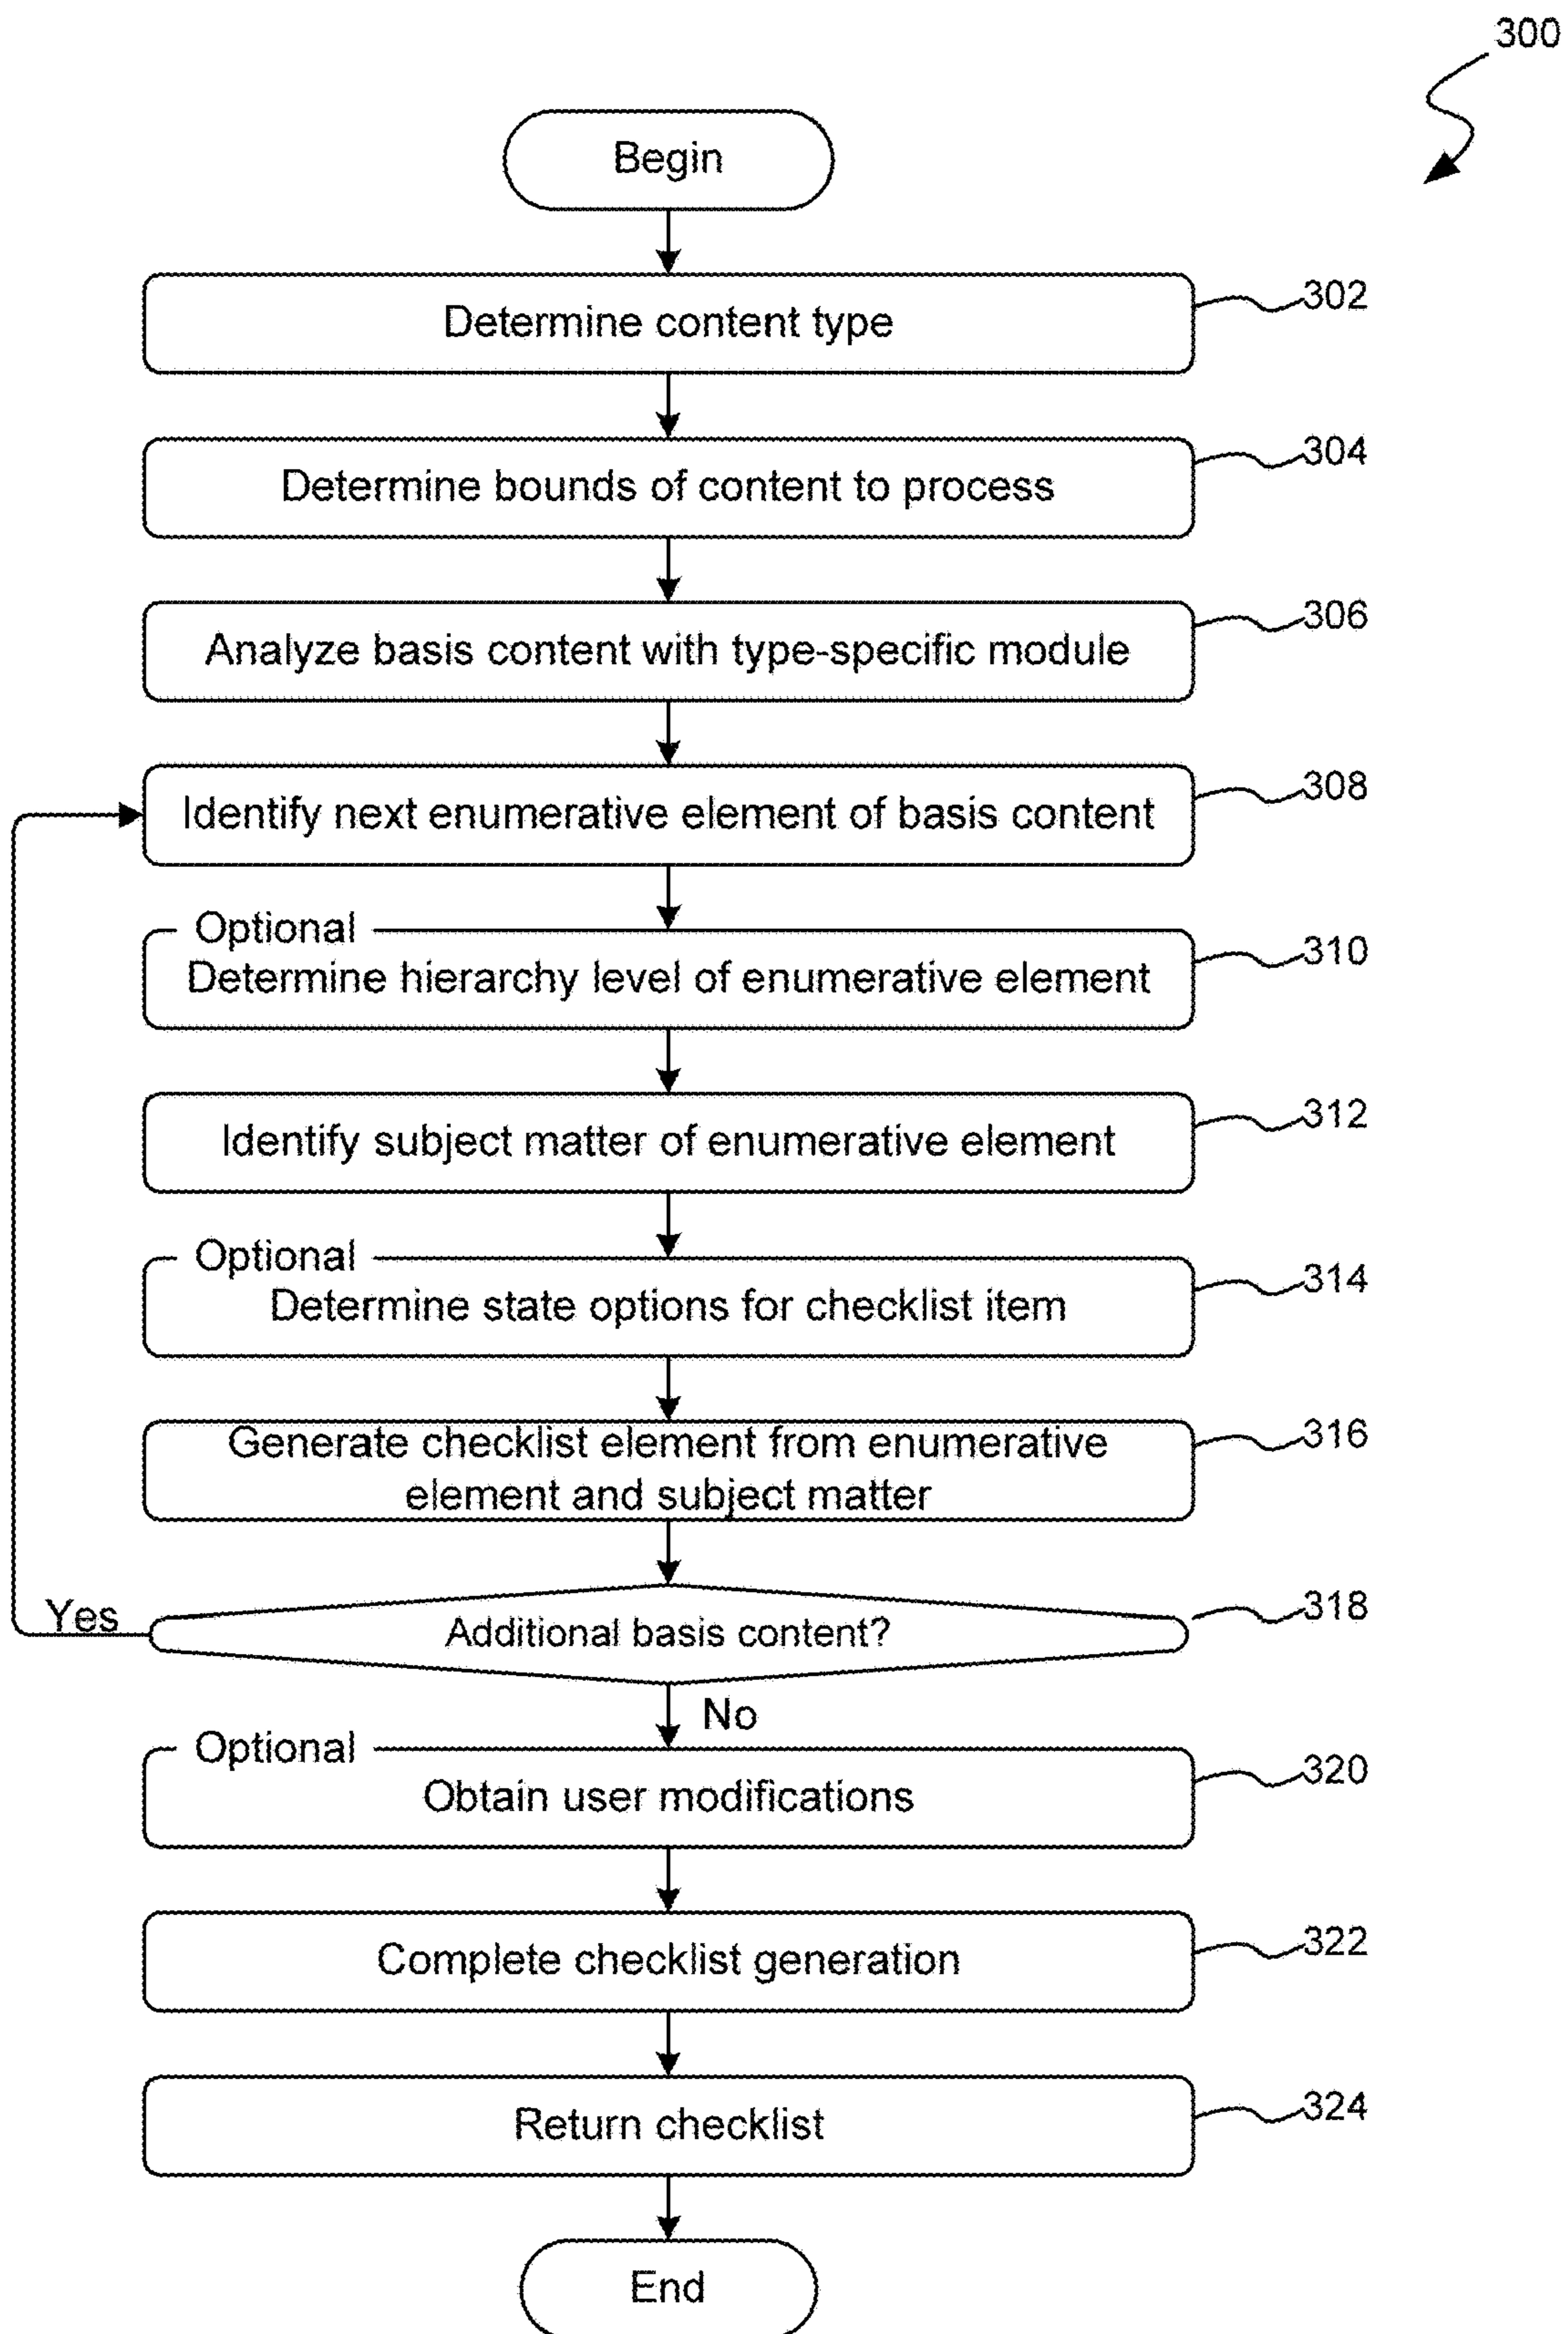 300
Begin
Determine content type
302
Determine bounds of content to process
304
Analyze basis content with type-specific module
306
Identify next enumerative element of basis content
308
Optional
Determine hierarchy level of enumerative element
310
Identify subject matter of enumerative element
312
Optional
Determine state options for checklist item
314
Generate checklist element from enumerative
element and subject matter
316
Additional basis content?
318
Yes
No
Optional
Obtain user modifications
320
Complete checklist generation
322
Return checklist
324
End